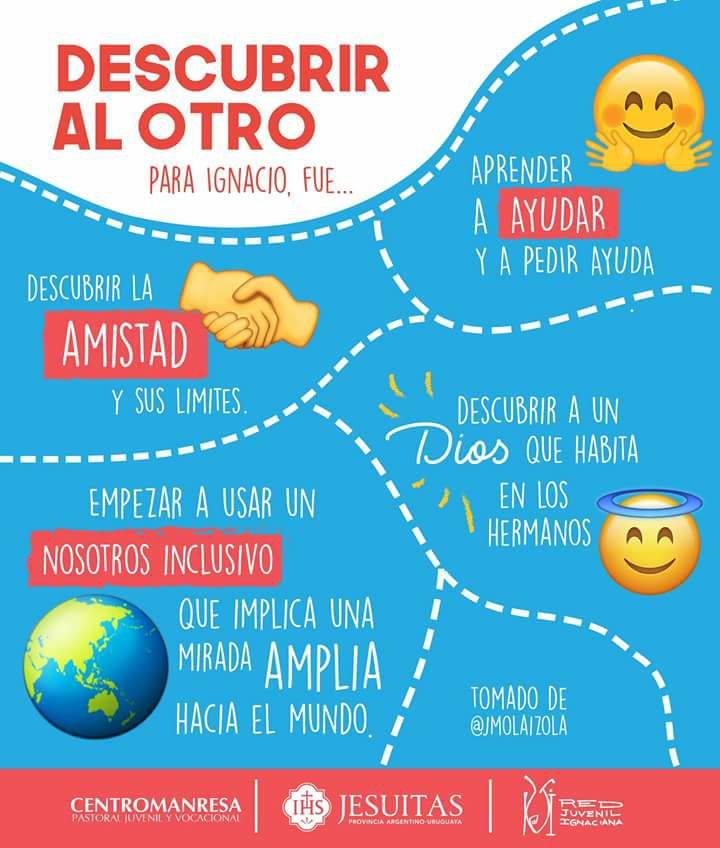 DESCUBRIR
AL OTRO
PARA IGNACIO, FUE...
APRENDER
A AYUDAR
Y A PEDIR AYUDA
DESCUBRIR LA
AMISTAD
Y SUS LIMITES.
DESCUBRIR A UN
Dios QUE HABITA
EN LOS
HERMANOS
EMPEZAR A USAR UN
NOSOTROS INCLUSIVO
QUE IMPLICA UNA
MIRADA AMPLIA
HACIA EL MUNDO.
TOMADO DE
@JMOLAIZOLA
CENTROMANRESA
PASTORAL JUVENIL Y VOCACIONAL
IHS
JESUITAS
PROVINCIA ARGENTINO-URUGUAYA
RED
JUVENIL
IGNACIANA